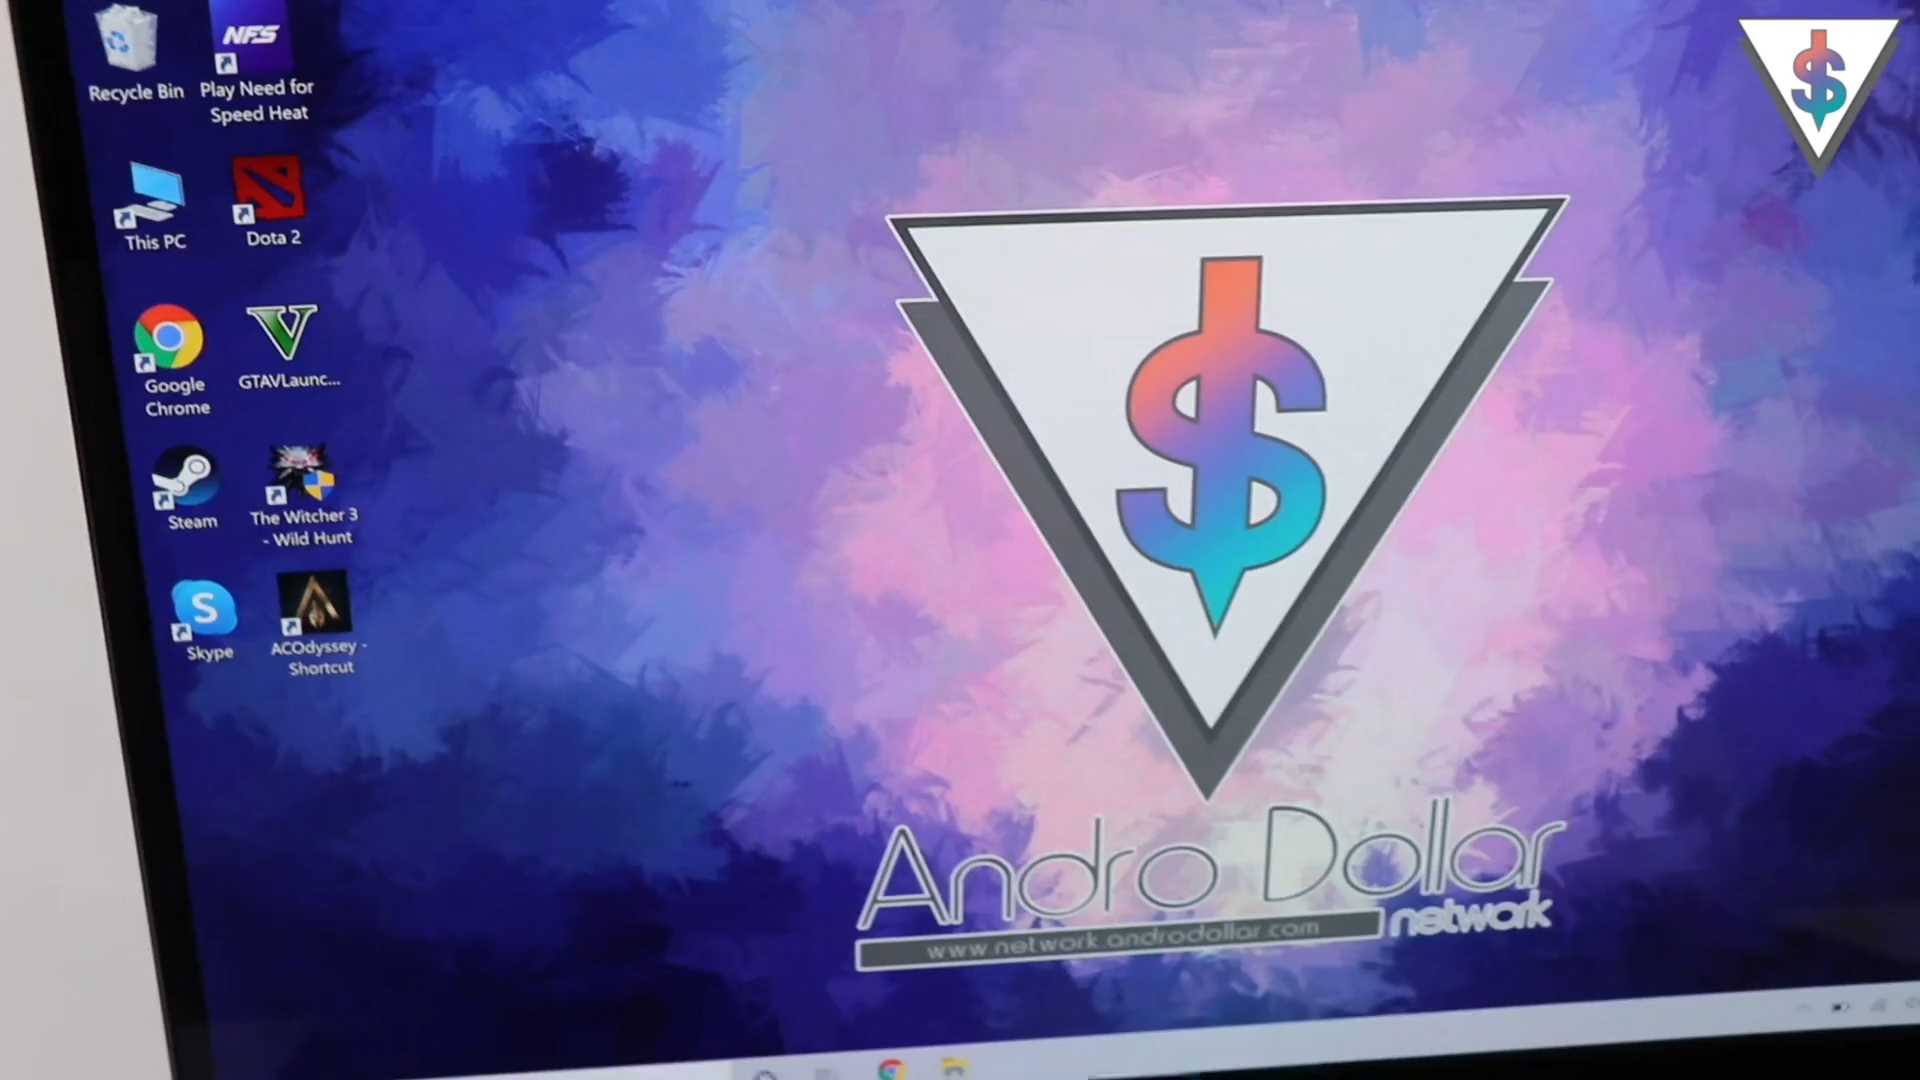 Recycle Bin
NFS
Play Need for
Speed Heat
This PC
Dota 2
Google
Chrome
GTAVLaunc...
Steam
The Witcher 3
- Wild Hunt
S
Skype
ACOdyssey -
Shortcut
$
$
Andro Dollar
network
www.network.androdollar.com